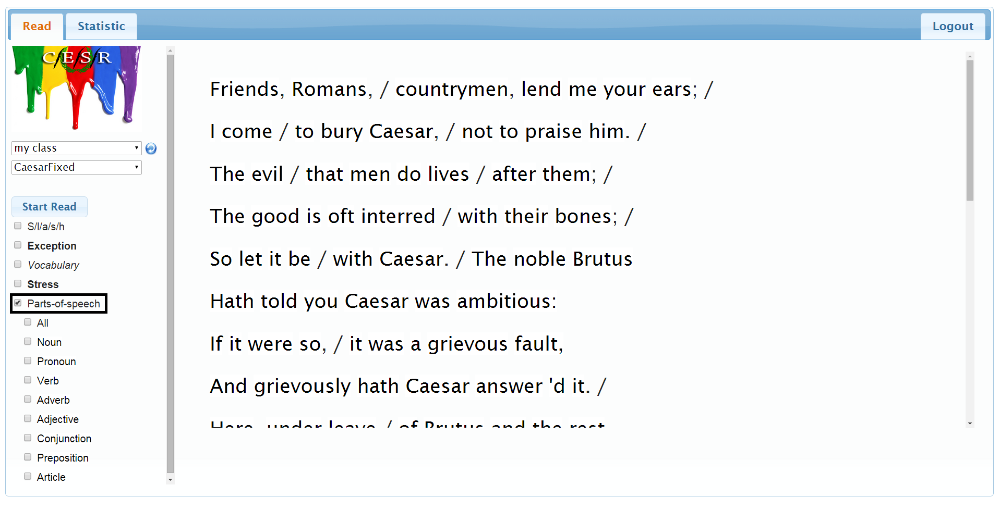 Read
Statistic
Logout
C/E/S/R
my class
CaesarFixed
Start Read
S/l/a/s/h
Exception
Vocabulary
Stress
Parts-of-speech
All
Noun
Pronoun
Verb
Adverb
Adjective
Conjunction
Preposition
Article
Friends, Romans, / countrymen, lend me your ears; /
I come / to bury Caesar, / not to praise him. /
The evil / that men do lives / after them; /
The good is oft interred / with their bones; /
So let it be / with Caesar. / The noble Brutus
Hath told you Caesar was ambitious:
If it were so, / it was a grievous fault,
And grievously hath Caesar answer 'd it. /
Here, under leave / of Brutus and the rest